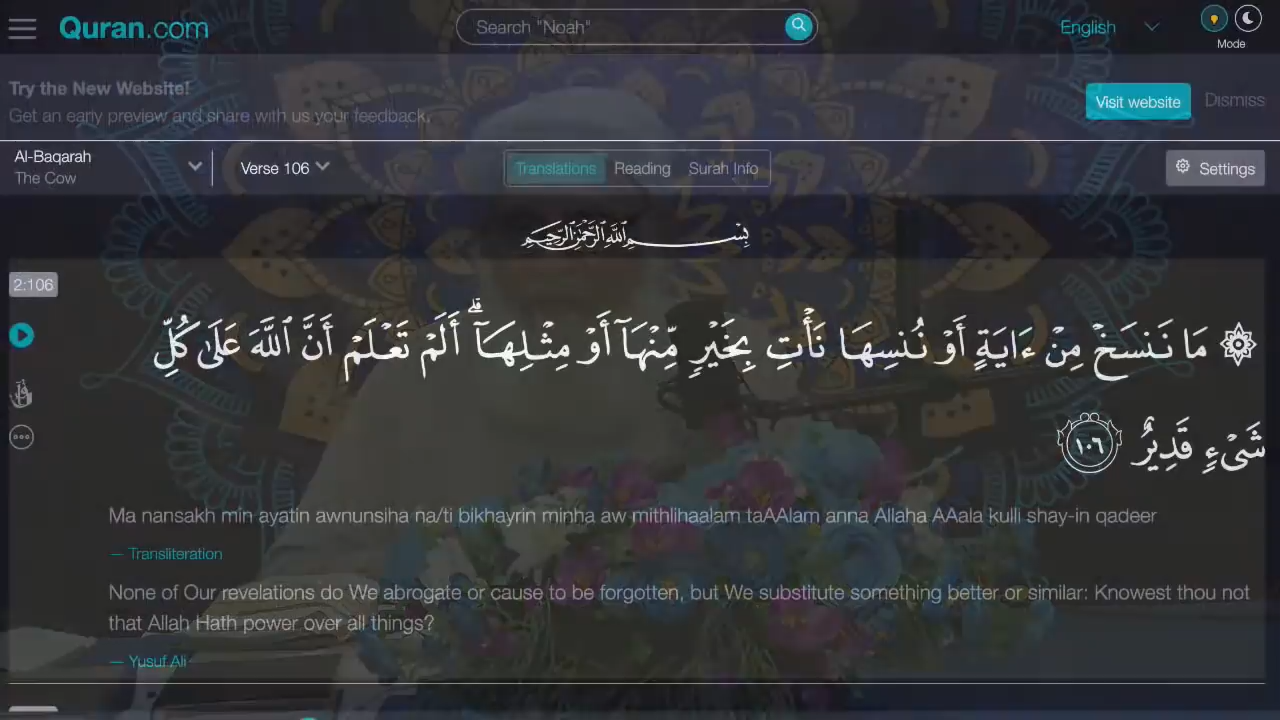 Quran.com
Search "Noah"
English
Mode
Try the New Website!
Get an early preview and share with us your feedback.
Visit website
Dismiss
Al-Baqarah
The Cow
Verse 106
Translations
Reading
Surah Info
Settings
بِسْمِ ٱللَّهِ ٱلرَّحْمَٰنِ ٱلرَّحِيمِ
2:106
۞ مَا نَنسَخْ مِنْ ءَايَةٍ أَوْ نُنسِهَا نَأْتِ بِخَيْرٍ مِّنْهَآ أَوْ مِثْلِهَآ ۗ أَلَمْ تَعْلَمْ أَنَّ ٱللَّهَ عَلَىٰ كُلِّ
شَىْءٍ قَدِيرٌ ١٠٦
Ma nansakh min ayatin awnunsiha na/ti bikhayrin minha aw mithlihaalam taAAlam anna Allaha AAala kulli shay-in qadeer
— Transliteration
None of Our revelations do We abrogate or cause to be forgotten, but We substitute something better or similar: Knowest thou not
that Allah Hath power over all things?
— Yusuf Ali